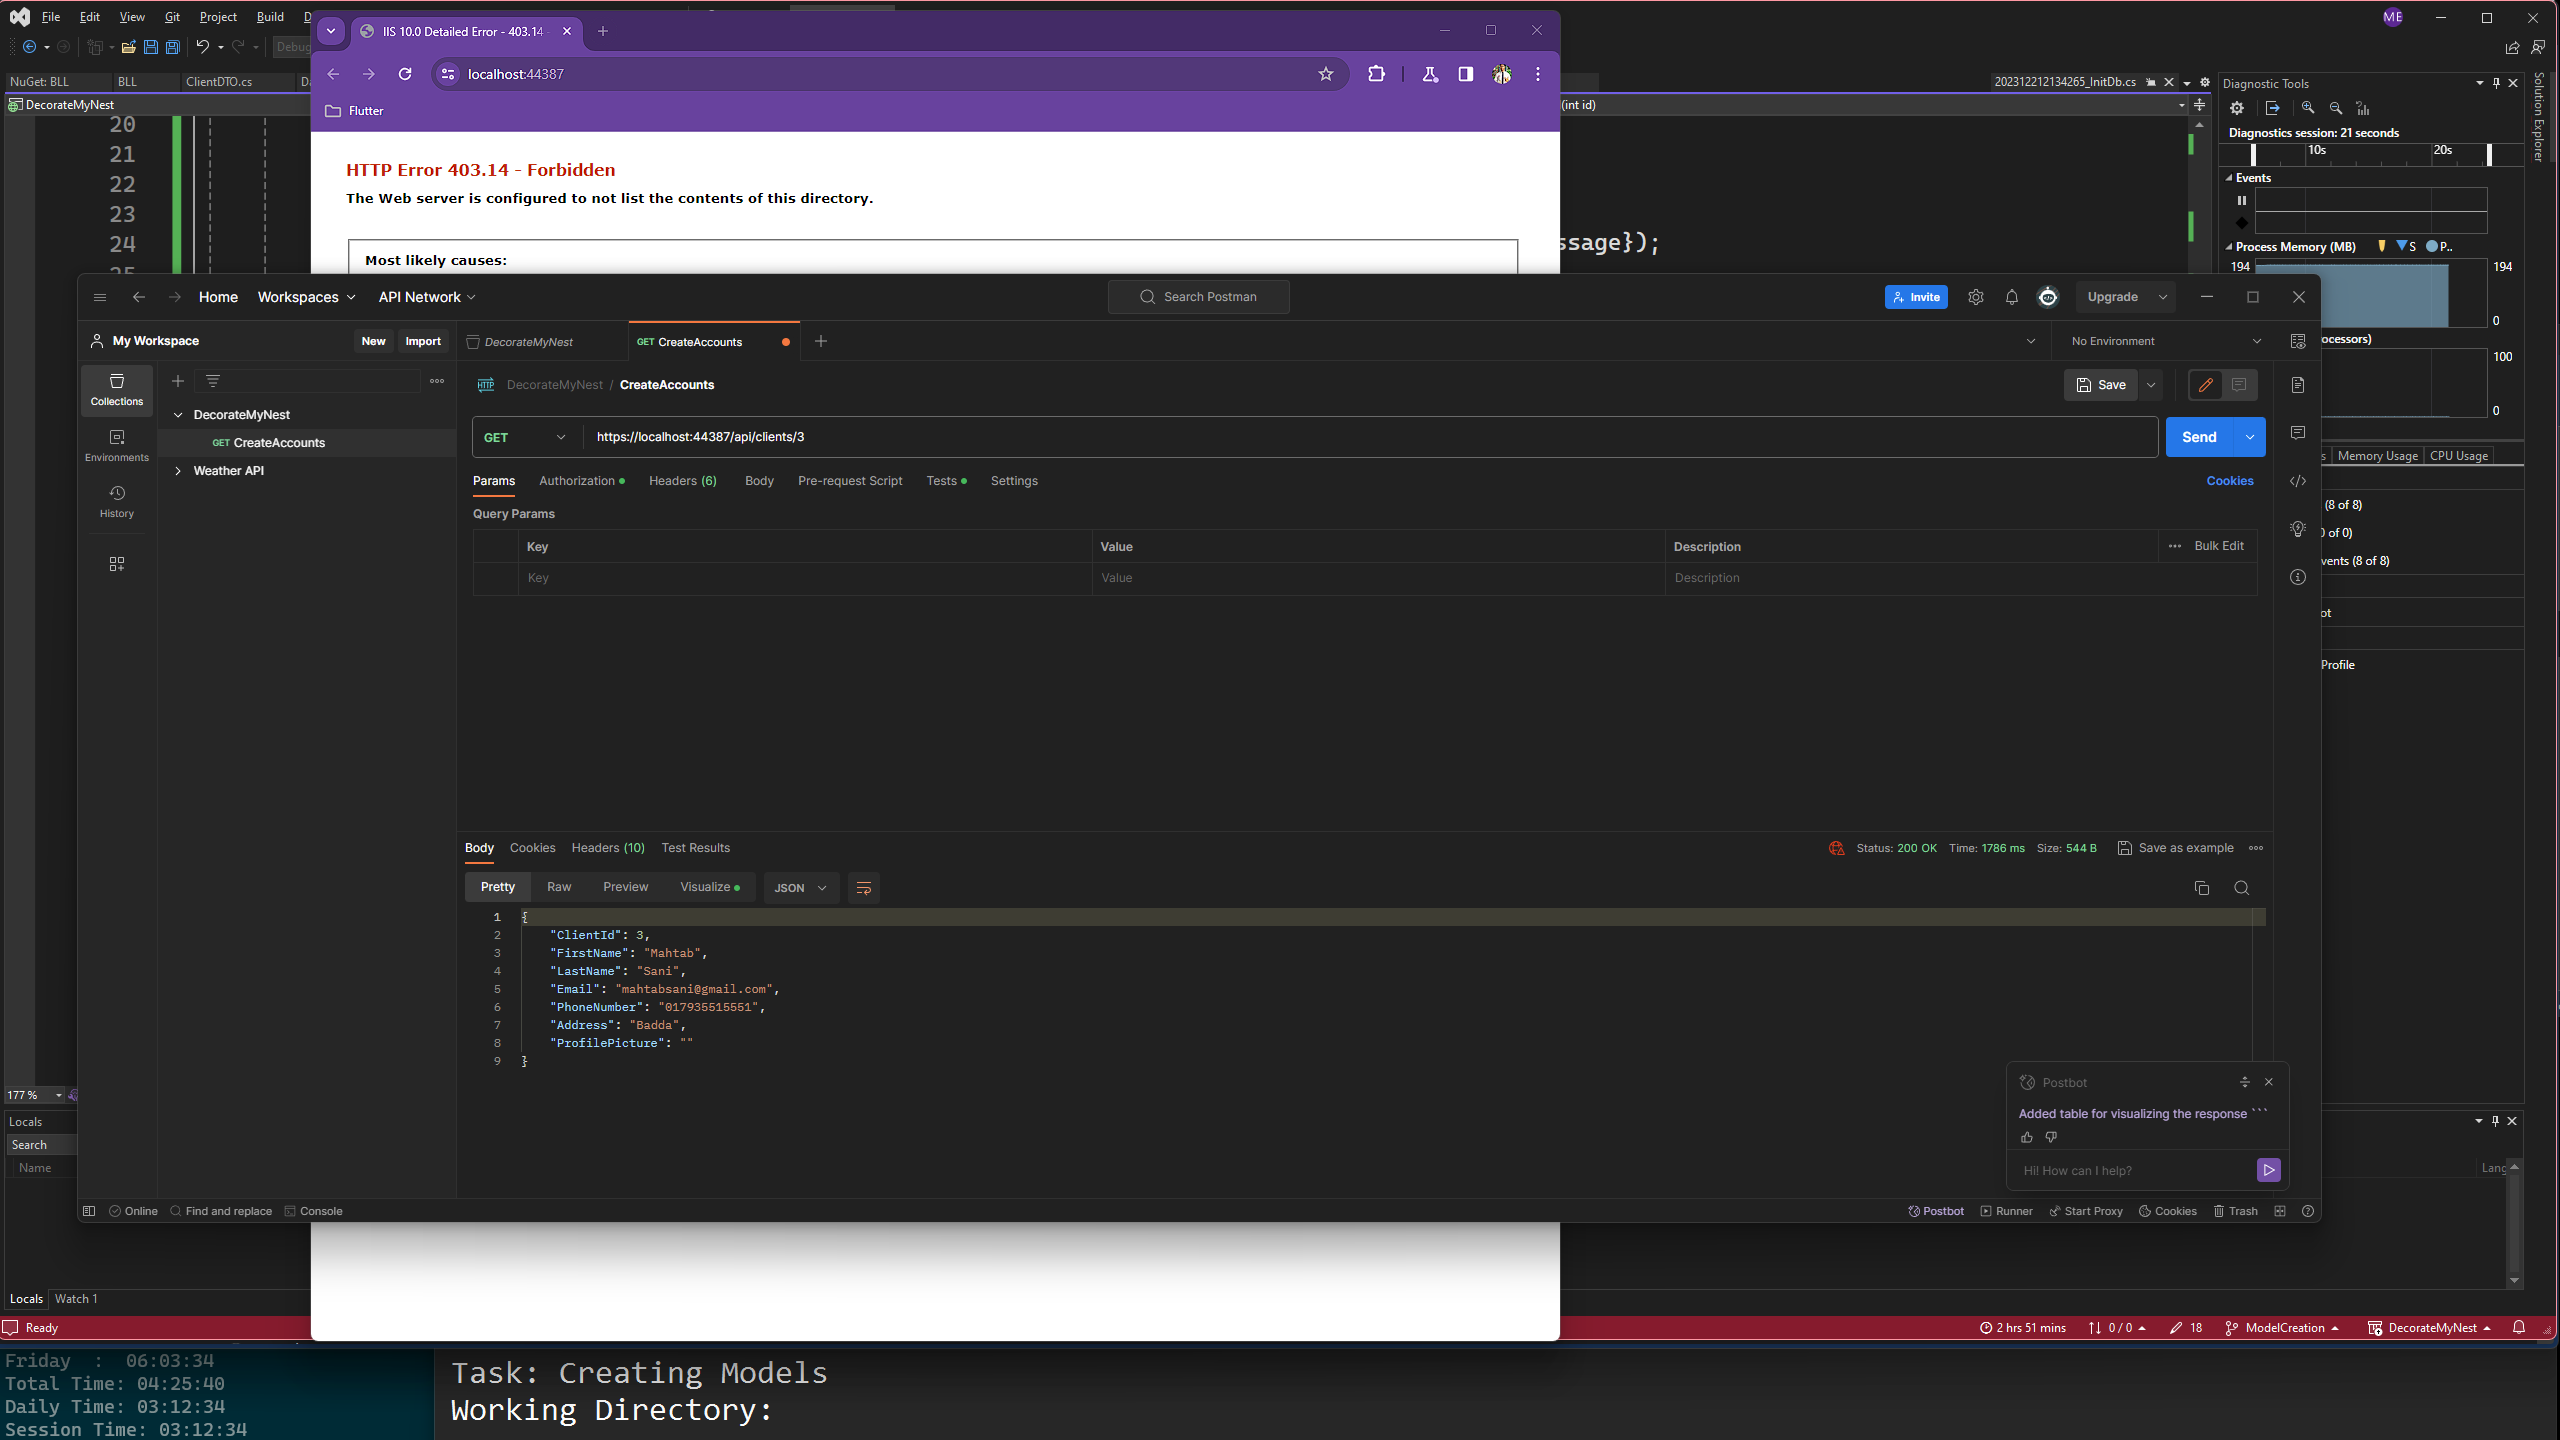 File Edit View Git Project Build D
ME
Debug
NuGet: BLL BLL ClientDTO.cs Da
202312212134265_InitDb.cs
DecorateMyNest
(int id)
20
21
22
23
24
25
ssage});
IIS 10.0 Detailed Error - 403.14 -
localhost:44387
Flutter
HTTP Error 403.14 - Forbidden
The Web server is configured to not list the contents of this directory.
Most likely causes:
Diagnostic Tools
Diagnostics session: 21 seconds
10s 20s
Events
Process Memory (MB) S P..
194 194
0
ocessors)
100
0
s Memory Usage CPU Usage
(8 of 8)
0 of 0)
vents (8 of 8)
ot
Profile
Solution Explorer
Home Workspaces API Network
Search Postman
Invite
Upgrade
My Workspace
New Import
DecorateMyNest
GET CreateAccounts
No Environment
Collections
Environments
History
DecorateMyNest
GET CreateAccounts
Weather API
HTTP DecorateMyNest / CreateAccounts
Save
GET https://localhost:44387/api/clients/3
Send
Params Authorization Headers (6) Body Pre-request Script Tests Settings
Cookies
Query Params
Key Value Description Bulk Edit
Key Value Description
Body Cookies Headers (10) Test Results
Status: 200 OK Time: 1786 ms Size: 544 B Save as example
Pretty Raw Preview Visualize JSON
1 {
2 "ClientId": 3,
3 "FirstName": "Mahtab",
4 "LastName": "Sani",
5 "Email": "mahtabsani@gmail.com",
6 "PhoneNumber": "017935515551",
7 "Address": "Badda",
8 "ProfilePicture": ""
9 }
Postbot
Added table for visualizing the response ```
Hi! How can I help?
Online Find and replace Console
Postbot Runner Start Proxy Cookies Trash
177 %
Locals
Search
Name
Lang
Locals Watch 1
Ready
2 hrs 51 mins 0 / 0 18 ModelCreation DecorateMyNest
Friday : 06:03:34
Total Time: 04:25:40
Daily Time: 03:12:34
Session Time: 03:12:34
Task: Creating Models
Working Directory: